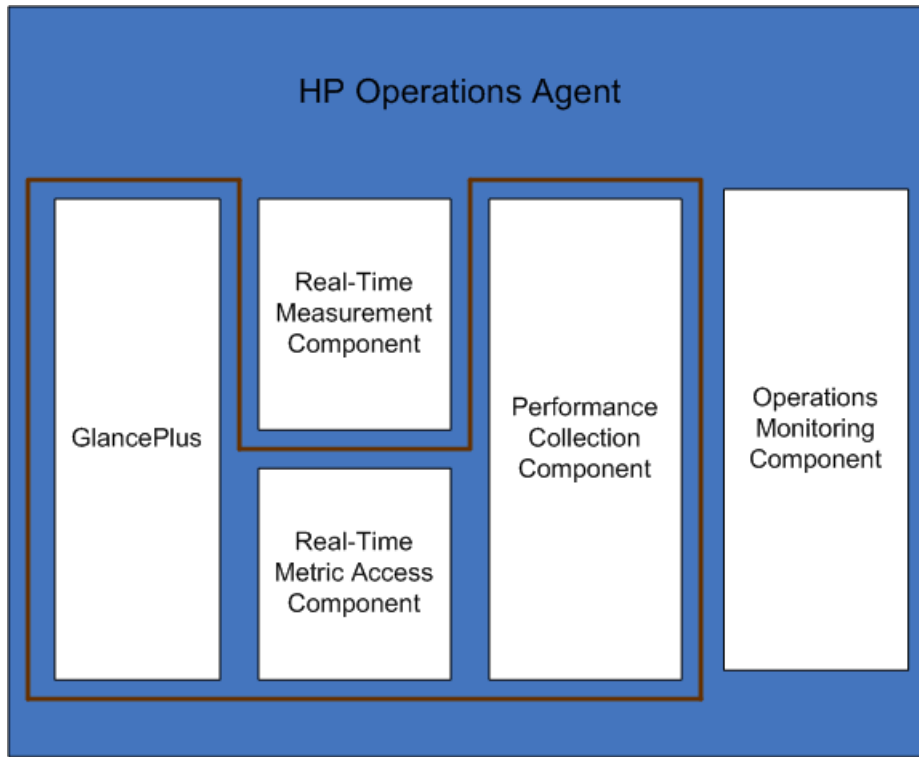 HP Operations Agent
GlancePlus
Real-Time
Measurement
Component
Real-Time
Metric Access
Component
Performance
Collection
Component
Operations
Monitoring
Component